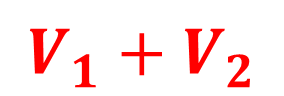 V₁ + V₂